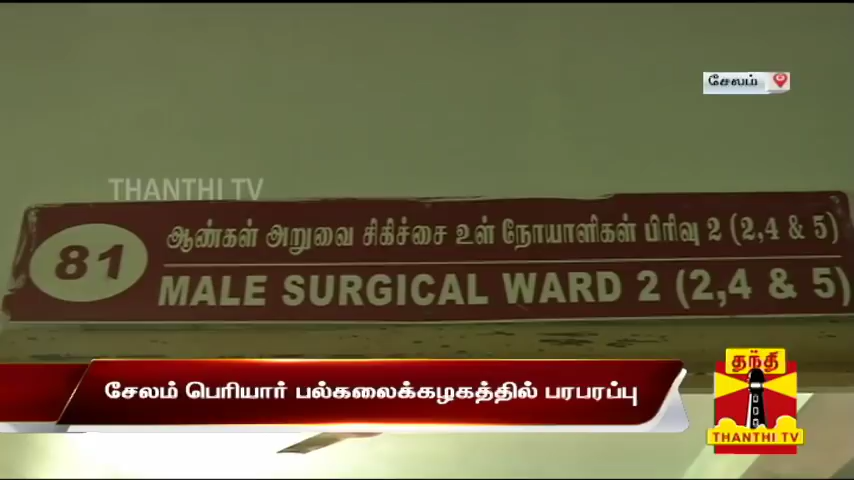 சேலம்
THANTHI TV
81
ஆண்கள் அறுவை சிகிச்சை உள் நோயாளிகள் பிரிவு 2 (2,4 & 5)
MALE SURGICAL WARD 2 (2,4 & 5)
சேலம் பெரியார் பல்கலைக்கழகத்தில் பரபரப்பு
தந்தி
THANTHI TV